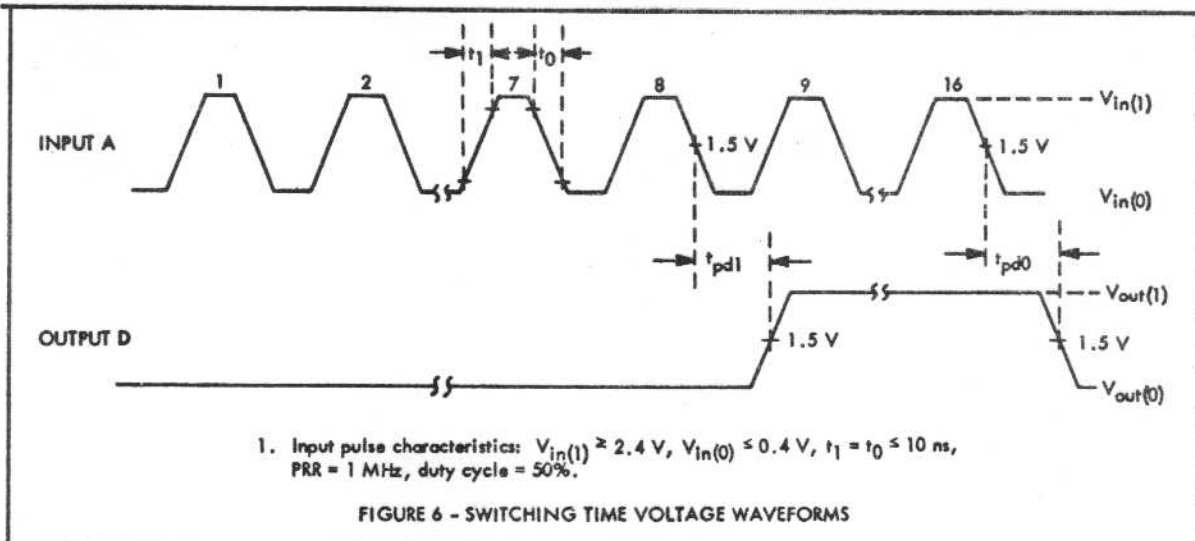 t1 t0
1 2 7 8 9 16
Vin(1)
INPUT A
1.5 V 1.5 V
Vin(0)
tpd1 tpd0
Vout(1)
OUTPUT D
1.5 V 1.5 V
Vout(0)
1. Input pulse characteristics: Vin(1) ≥ 2.4 V, Vin(0) ≤ 0.4 V, t1 = t0 ≤ 10 ns,
PRR = 1 MHz, duty cycle = 50%.
FIGURE 6 - SWITCHING TIME VOLTAGE WAVEFORMS